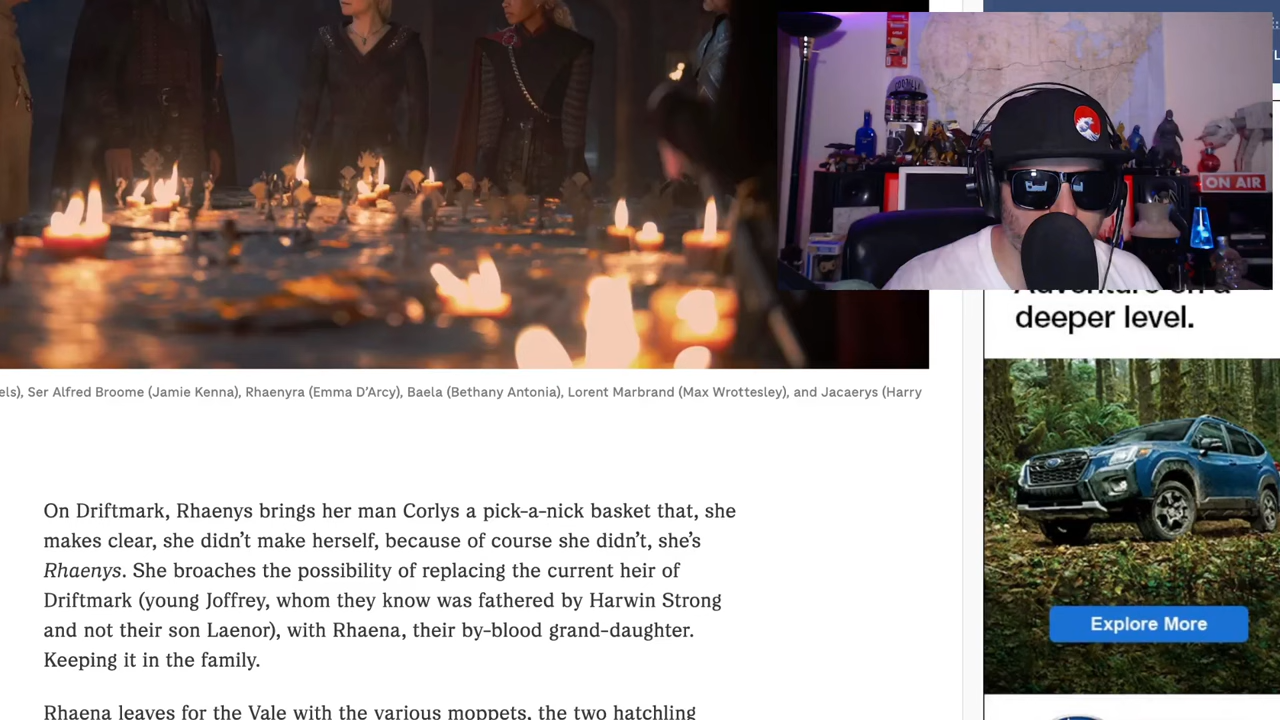 ON AIR
Adventure on a
deeper level.
els), Ser Alfred Broome (Jamie Kenna), Rhaenyra (Emma D’Arcy), Baela (Bethany Antonia), Lorent Marbrand (Max Wrottesley), and Jacaerys (Harry
On Driftmark, Rhaenys brings her man Corlys a pick-a-nick basket that, she
makes clear, she didn’t make herself, because of course she didn’t, she’s
Rhaenys. She broaches the possibility of replacing the current heir of
Driftmark (young Joffrey, whom they know was fathered by Harwin Strong
and not their son Laenor), with Rhaena, their by-blood grand-daughter.
Keeping it in the family.
Rhaena leaves for the Vale with the various moppets, the two hatchling
Explore More